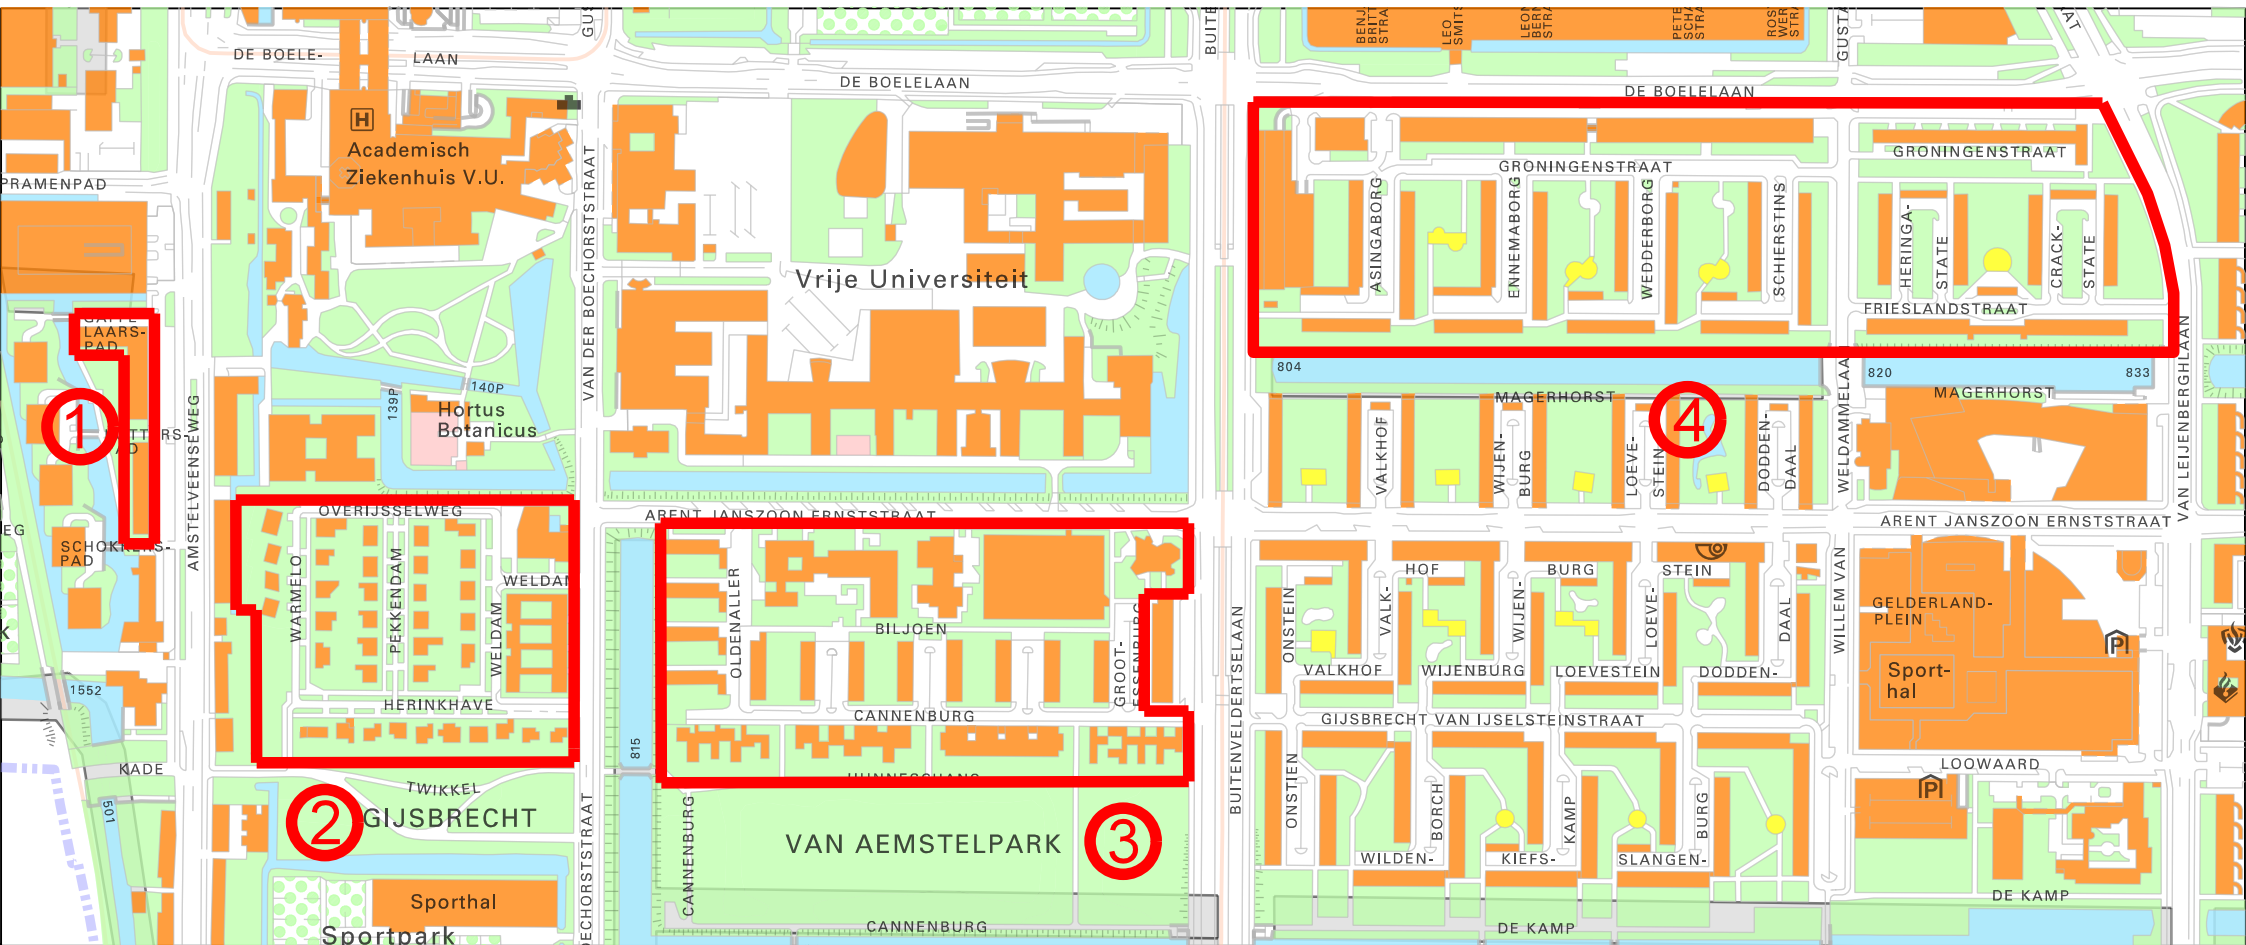 DE BOELE-
LAAN
DE BOELELAAN
DE BOELELAAN
H
Academisch
Ziekenhuis V.U.
PRAMENPAD
VAN DER BOECHORSTSTRAAT
Vrije Universiteit
GRONINGENSTRAAT
GRONINGENSTRAAT
ASINGABORG
ENNEMABORG
WEDDERBORG
SCHIERSTINS
HERINGA-
STATE
CRACK-
STATE
FRIESLANDSTRAAT
LAARS-
PAD
1
AMSTELVEENSEWEG
139P
140P
Hortus
Botanicus
804
820
833
MAGERHORST
MAGERHORST
4
VALKHOF
WIJEN-
BURG
LOEVE-
STEIN
DODDEN-
DAAL
VAN LEIJENBERGHLAAN
WILLEM VAN
WELDAMMELAAN
SCHOKKERS-
PAD
OVERIJSSELWEG
WARMELO
PEKKENDAM
WELDAM
WELDAM
HERINKHAVE
ARENT JANSZOON ERNSTSTRAAT
ARENT JANSZOON ERNSTSTRAAT
OLDENALLER
BILJOEN
GROOT-
ESSENBURG
CANNENBURG
815
BUITENVELDERTSELAAN
HOF
BURG
STEIN
ONSTEIN
VALK-
WIJEN-
LOEVE-
DAAL
VALKHOF
WIJENBURG
LOEVESTEIN
DODDEN-
GIJSBRECHT VAN IJSELSTEINSTRAAT
GELDERLAND-
PLEIN
Sport-
hal
P
LOOWAARD
P
1552
KADE
501
TWIKKEL
2
GIJSBRECHT
VAN AEMSTELPARK
3
CANNENBURG
CANNENBURG
ONSTIEN
BORCH
KAMP
BURG
WILDEN-
KIEFS-
SLANGEN-
DE KAMP
DE KAMP
Sporthal
Sportpark